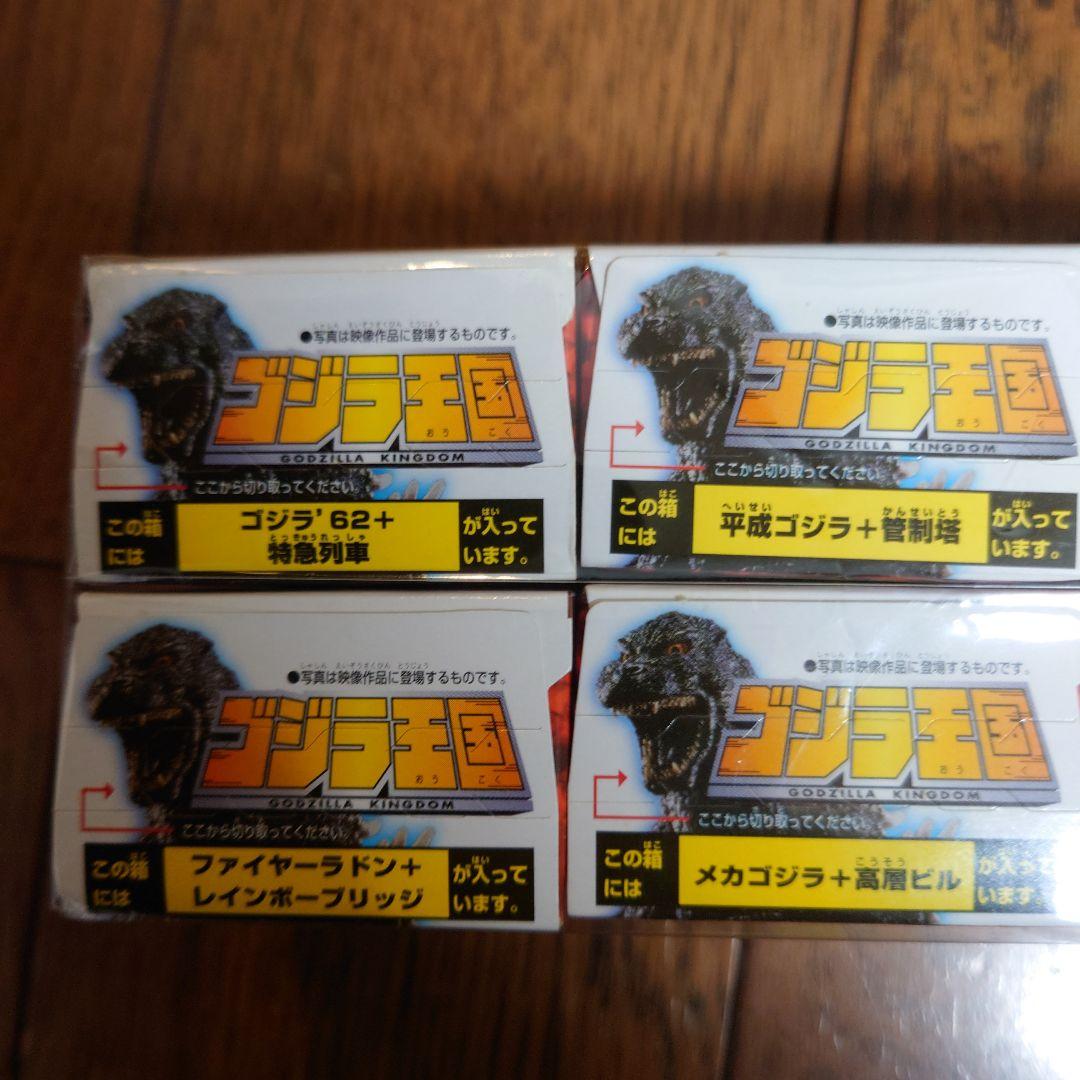 ●写真は映像作品に登場するものです。
ゴジラ王国
GODZILLA KINGDOM
ここから切り取ってください。
この箱には
ゴジラ'62+
特急列車
が入っています。
●写真は映像作品に登場するものです。
ゴジラ王国
GODZILLA KINGDOM
ここから切り取ってください。
この箱には
平成ゴジラ+管制塔
が入っています。
●写真は映像作品に登場するものです。
ゴジラ王国
GODZILLA KINGDOM
ここから切り取ってください。
この箱には
ファイヤーラドン+
レインボーブリッジ
が入っています。
●写真は映像作品に登場するものです。
ゴジラ王国
GODZILLA KINGDOM
ここから切り取ってください。
この箱には
メカゴジラ+高層ビル
が入っています。